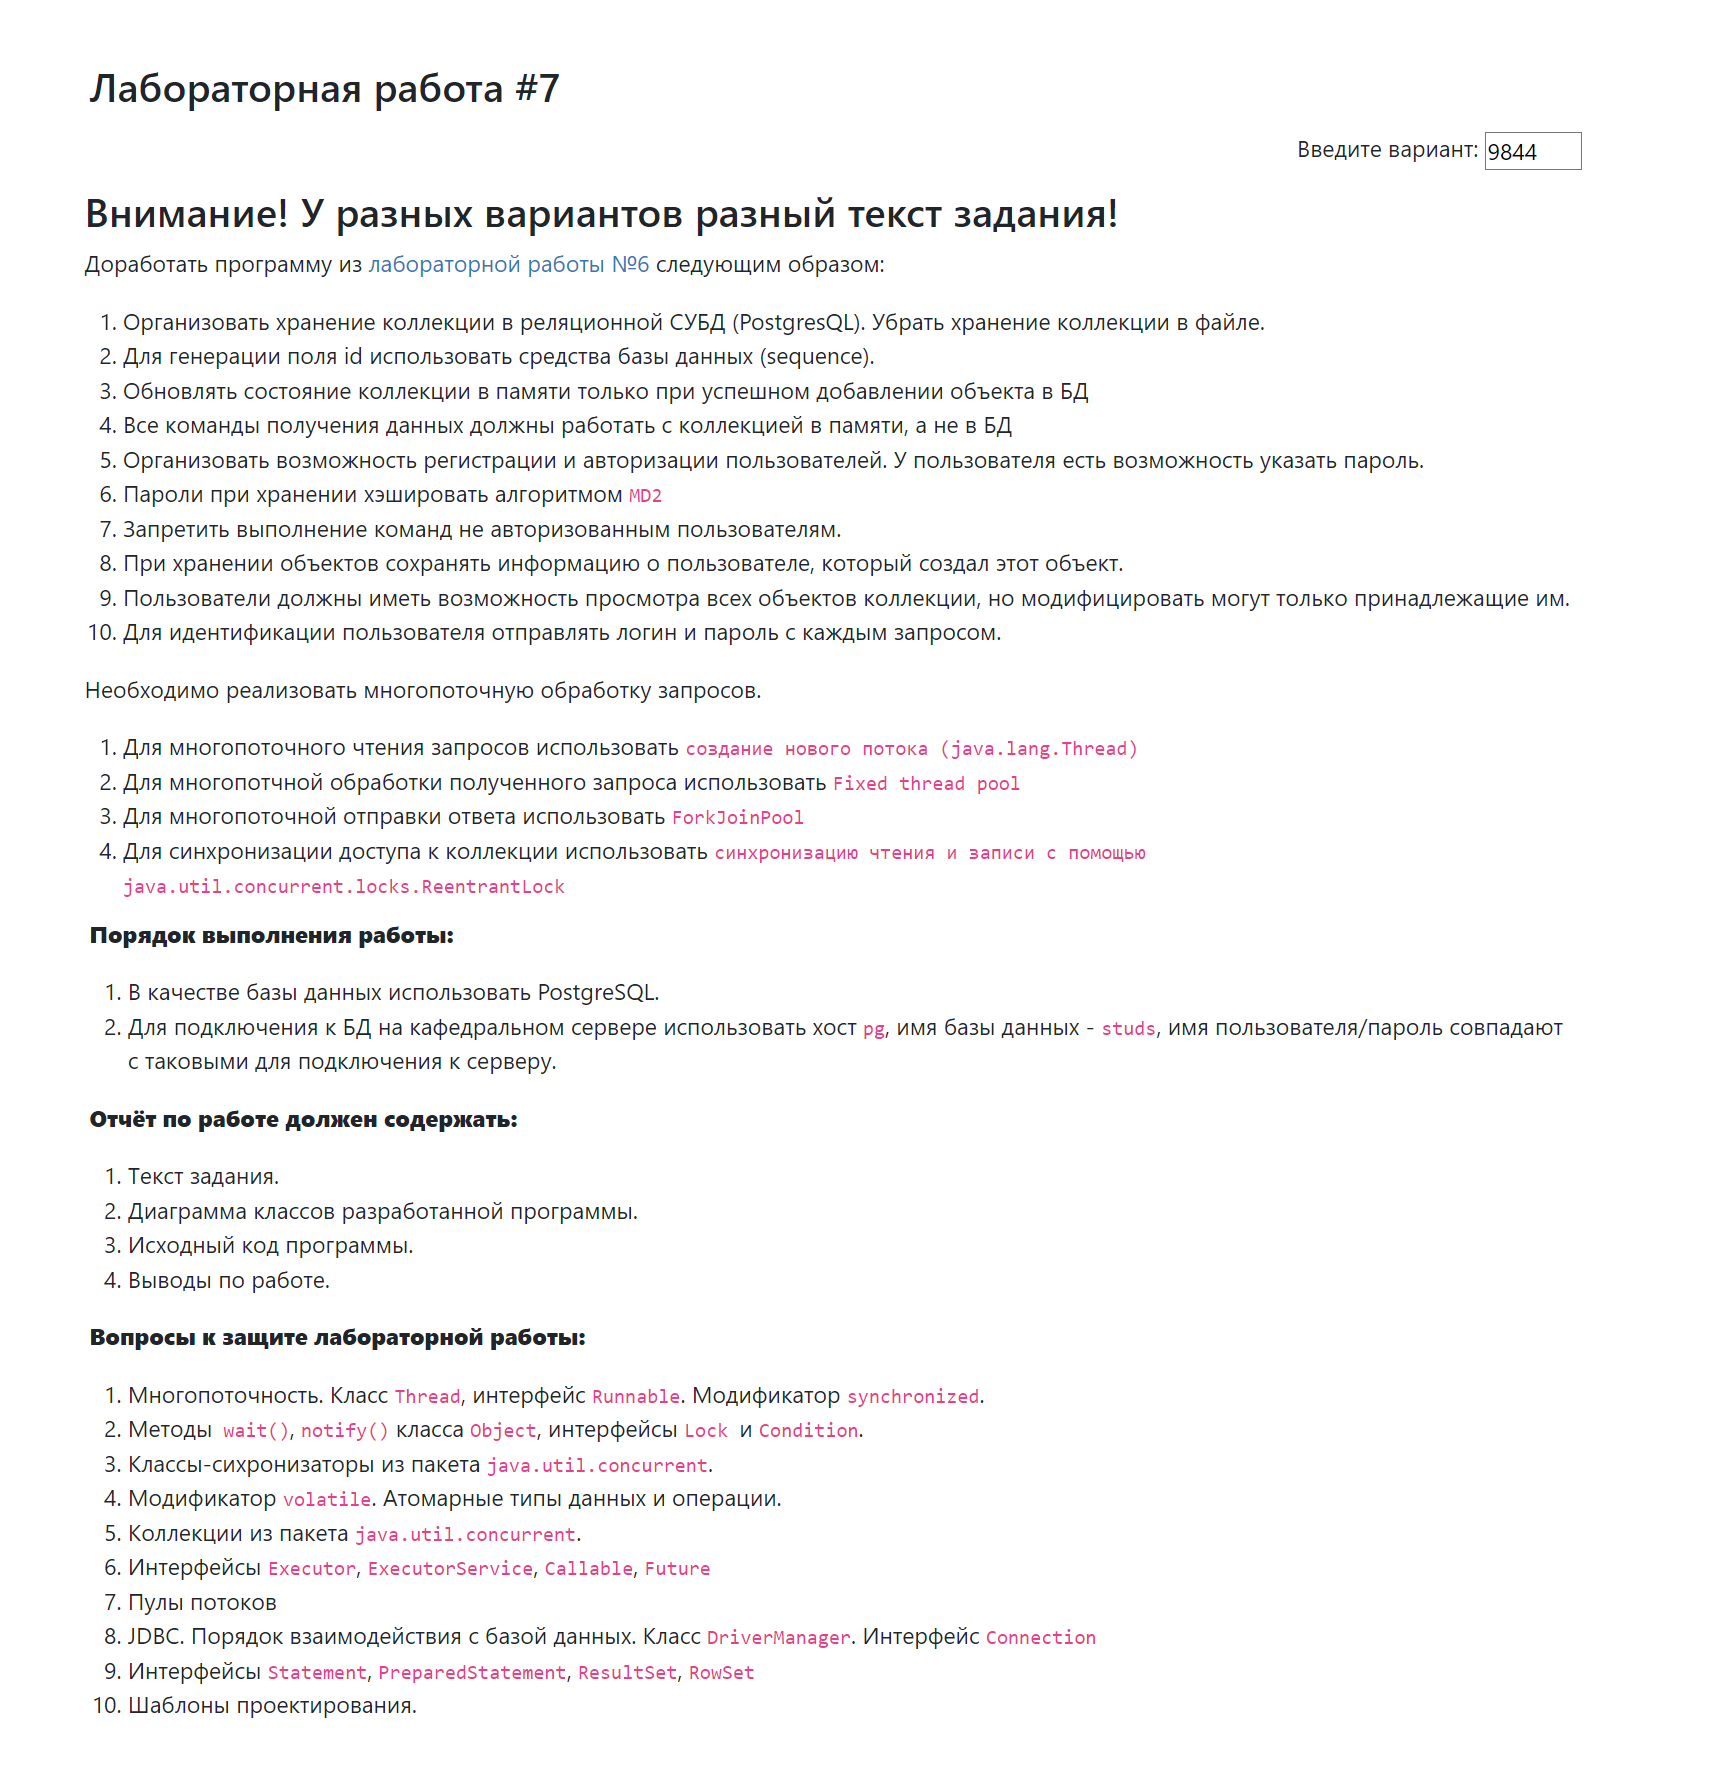 Лабораторная работа #7
Введите вариант: 9844
Внимание! У разных вариантов разный текст задания!
Доработать программу из лабораторной работы №6 следующим образом:
1. Организовать хранение коллекции в реляционной СУБД (PostgresQL). Убрать хранение коллекции в файле.
2. Для генерации поля id использовать средства базы данных (sequence).
3. Обновлять состояние коллекции в памяти только при успешном добавлении объекта в БД
4. Все команды получения данных должны работать с коллекцией в памяти, а не в БД
5. Организовать возможность регистрации и авторизации пользователей. У пользователя есть возможность указать пароль.
6. Пароли при хранении хэшировать алгоритмом MD2
7. Запретить выполнение команд не авторизованным пользователям.
8. При хранении объектов сохранять информацию о пользователе, который создал этот объект.
9. Пользователи должны иметь возможность просмотра всех объектов коллекции, но модифицировать могут только принадлежащие им.
10. Для идентификации пользователя отправлять логин и пароль с каждым запросом.
Необходимо реализовать многопоточную обработку запросов.
1. Для многопоточного чтения запросов использовать создание нового потока (java.lang.Thread)
2. Для многопотчной обработки полученного запроса использовать Fixed thread pool
3. Для многопоточной отправки ответа использовать ForkJoinPool
4. Для синхронизации доступа к коллекции использовать синхронизацию чтения и записи с помощью
java.util.concurrent.locks.ReentrantLock
Порядок выполнения работы:
1. В качестве базы данных использовать PostgreSQL.
2. Для подключения к БД на кафедральном сервере использовать хост pg, имя базы данных - studs, имя пользователя/пароль совпадают
с таковыми для подключения к серверу.
Отчёт по работе должен содержать:
1. Текст задания.
2. Диаграмма классов разработанной программы.
3. Исходный код программы.
4. Выводы по работе.
Вопросы к защите лабораторной работы:
1. Многопоточность. Класс Thread, интерфейс Runnable. Модификатор synchronized.
2. Методы wait(), notify() класса Object, интерфейсы Lock и Condition.
3. Классы-сихронизаторы из пакета java.util.concurrent.
4. Модификатор volatile. Атомарные типы данных и операции.
5. Коллекции из пакета java.util.concurrent.
6. Интерфейсы Executor, ExecutorService, Callable, Future
7. Пулы потоков
8. JDBC. Порядок взаимодействия с базой данных. Класс DriverManager. Интерфейс Connection
9. Интерфейсы Statement, PreparedStatement, ResultSet, RowSet
10. Шаблоны проектирования.